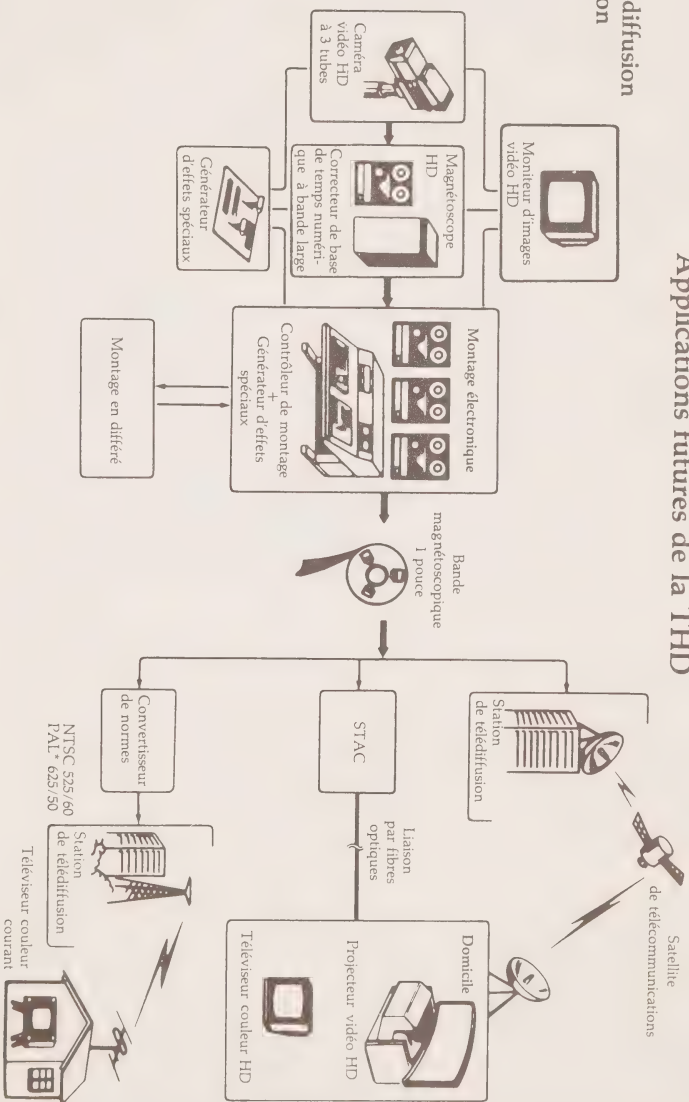 Applications futures de la THD
diffusion
on
Caméra
vidéo HD
à 3 tubes
Moniteur d'images
vidéo HD
Magnétoscope
HD
Correcteur de base
de temps numéri-
que à bande large
Générateur
d'effets spéciaux
Montage électronique
Contrôleur de montage
+
Générateur d'effets
spéciaux
Montage en différé
Bande
magnétoscopique
1 pouce
Station
de télédiffusion
Satellite
de télécommunications
STAC
Liaison
par fibres
optiques
Domicile
Projecteur vidéo HD
Téléviseur couleur HD
Convertisseur
de normes
NTSC 525/60
PAL* 625/50
Station
de télédiffusion
Téléviseur couleur
courant